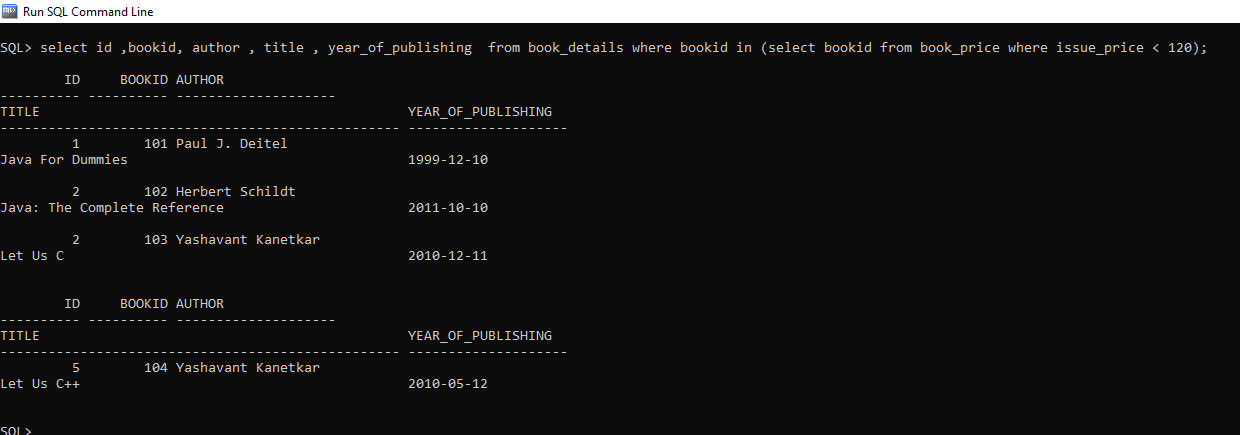 Run SQL Command Line
SQL> select id ,bookid, author , title , year_of_publishing  from book_details where bookid in (select bookid from book_price where issue_price < 120);
        ID     BOOKID AUTHOR
---------- ---------- --------------------
TITLE                                              YEAR_OF_PUBLISHING
-------------------------------------------------- --------------------
         1        101 Paul J. Deitel
Java For Dummies                                   1999-12-10
         2        102 Herbert Schildt
Java: The Complete Reference                       2011-10-10
         2        103 Yashavant Kanetkar
Let Us C                                           2010-12-11
        ID     BOOKID AUTHOR
---------- ---------- --------------------
TITLE                                              YEAR_OF_PUBLISHING
-------------------------------------------------- --------------------
         5        104 Yashavant Kanetkar
Let Us C++                                         2010-05-12
SQL>